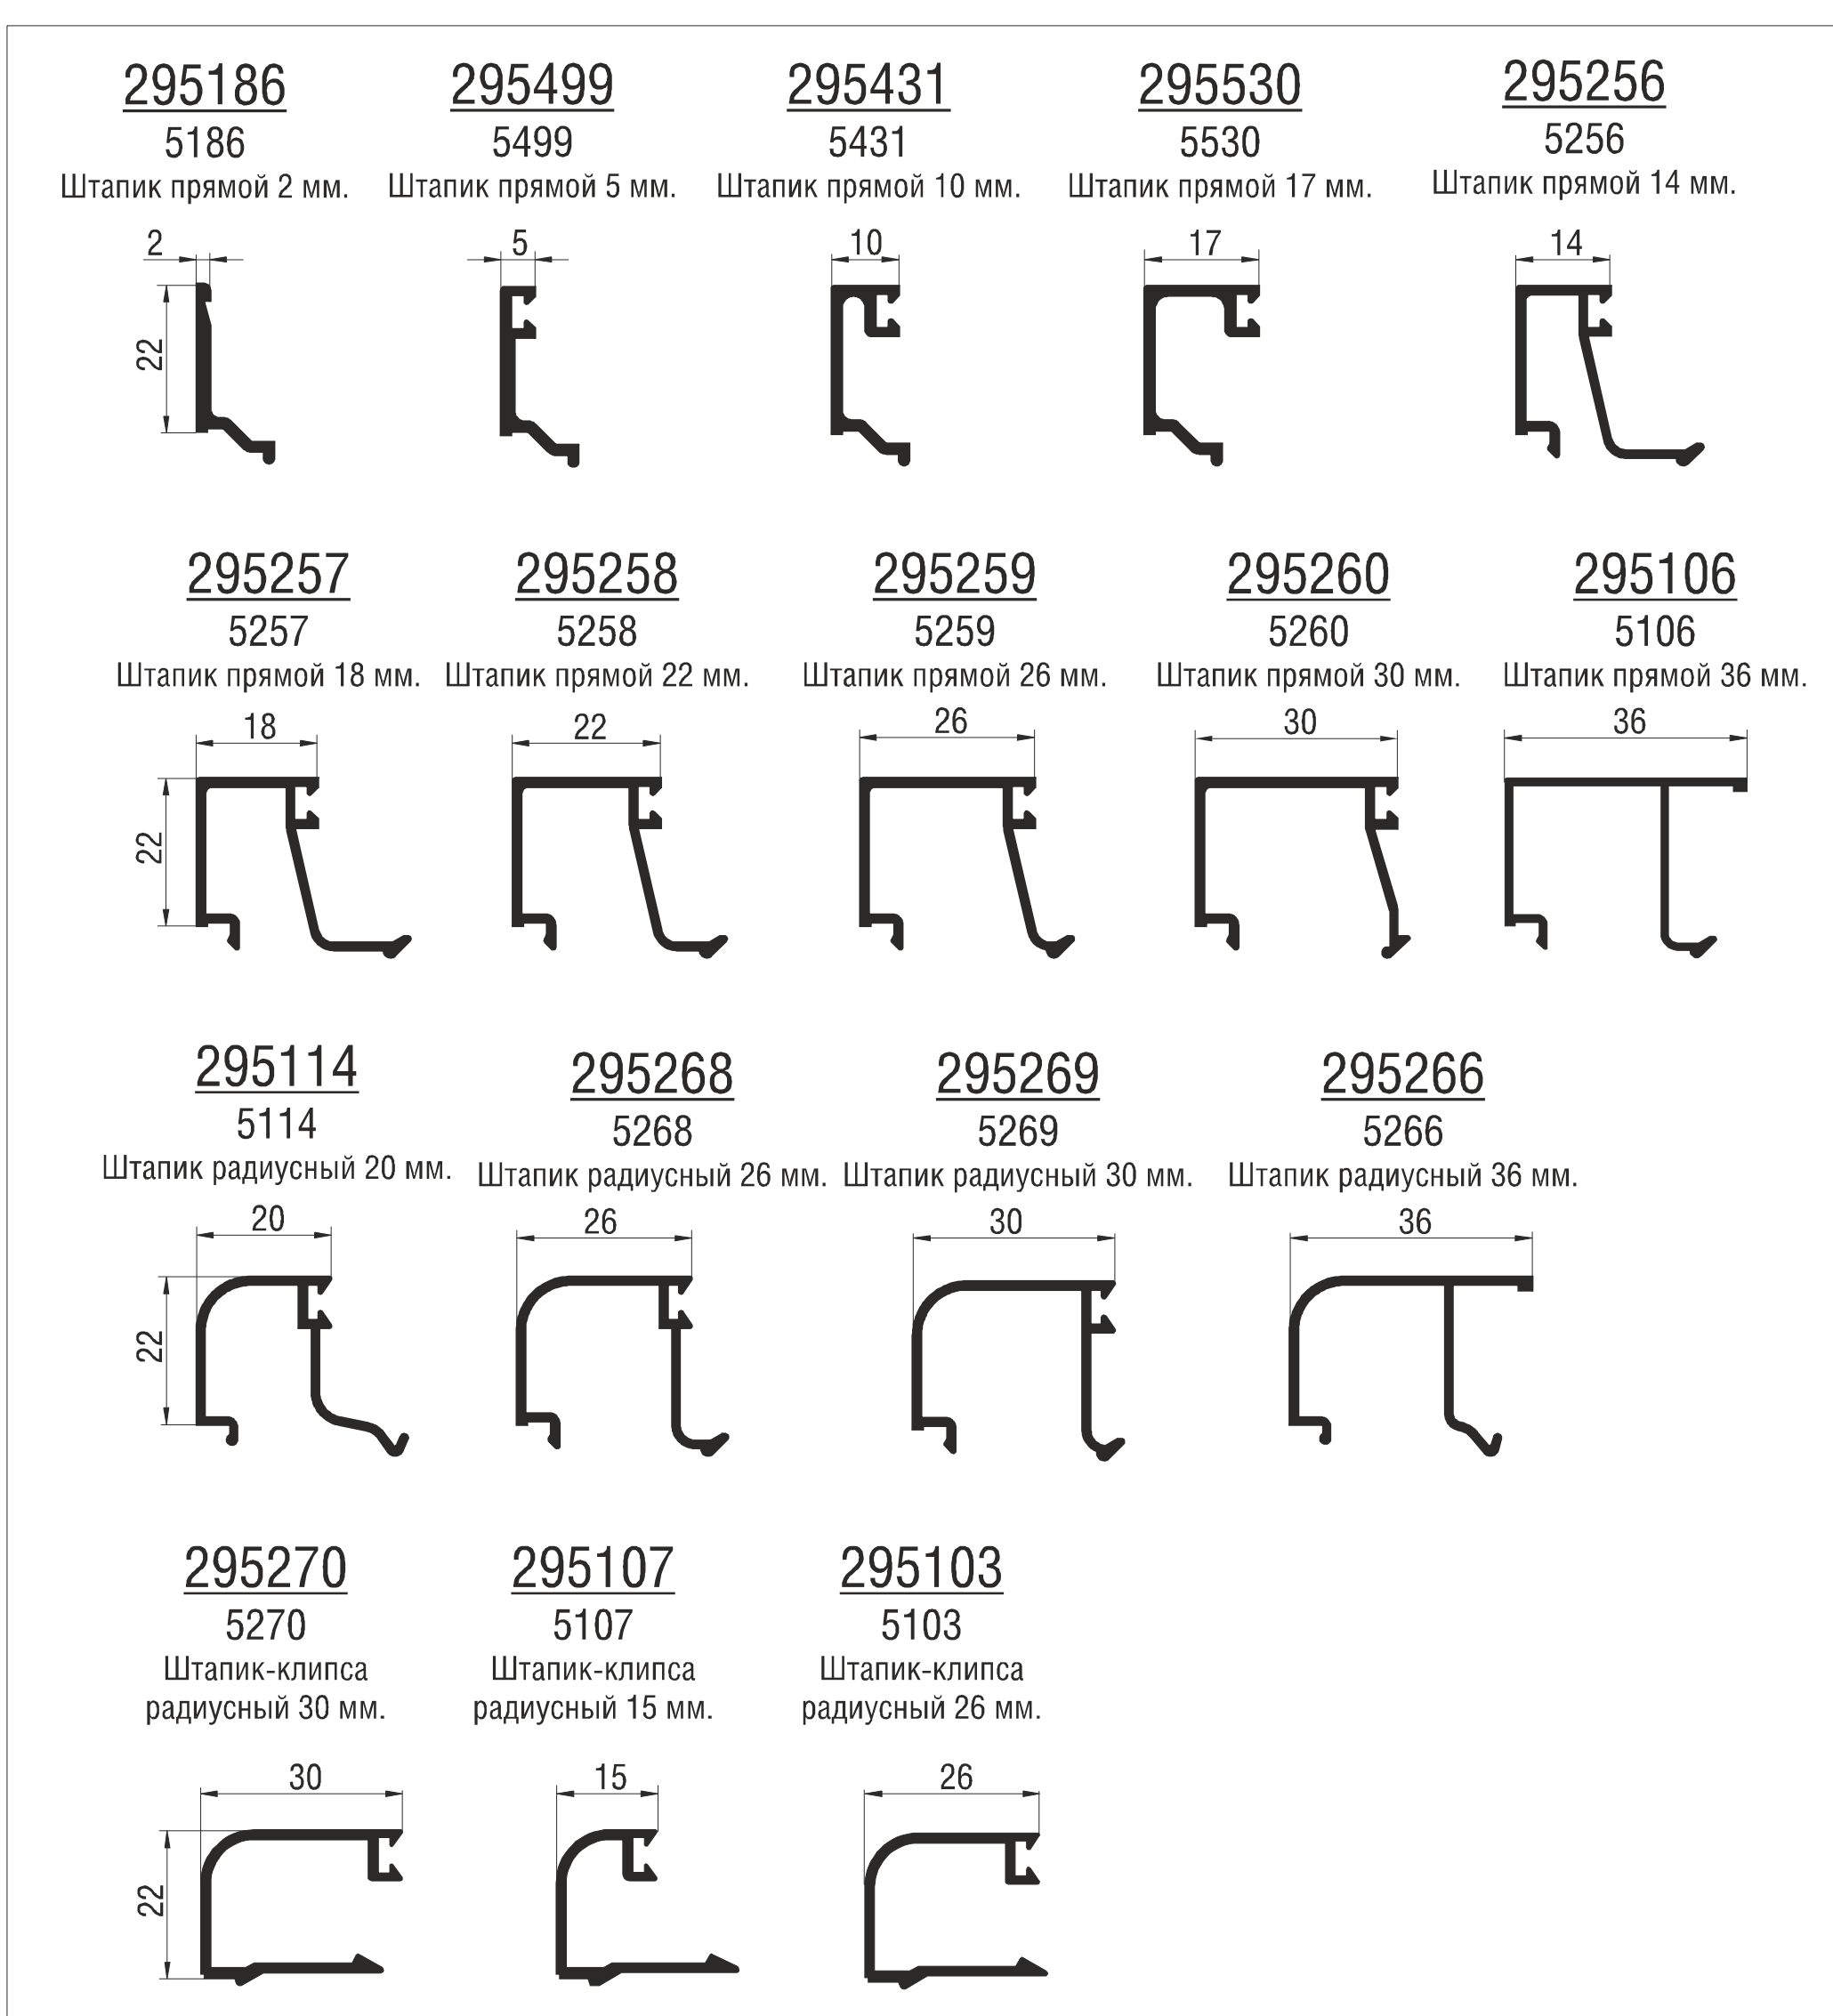 295186
5186
Штапик прямой 2 мм.
2
22
295499
5499
Штапик прямой 5 мм.
5
295431
5431
Штапик прямой 10 мм.
10
295530
5530
Штапик прямой 17 мм.
17
295256
5256
Штапик прямой 14 мм.
14
295257
5257
Штапик прямой 18 мм.
18
22
295258
5258
Штапик прямой 22 мм.
22
295259
5259
Штапик прямой 26 мм.
26
295260
5260
Штапик прямой 30 мм.
30
295106
5106
Штапик прямой 36 мм.
36
295114
5114
Штапик радиусный 20 мм.
20
22
295268
5268
Штапик радиусный 26 мм.
26
295269
5269
Штапик радиусный 30 мм.
30
295266
5266
Штапик радиусный 36 мм.
36
295270
5270
Штапик-клипса
радиусный 30 мм.
30
22
295107
5107
Штапик-клипса
радиусный 15 мм.
15
295103
5103
Штапик-клипса
радиусный 26 мм.
26